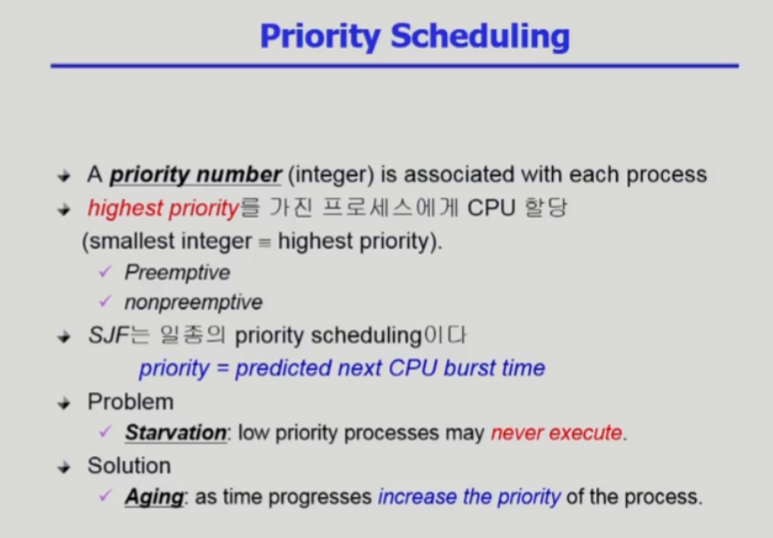 Priority Scheduling
A priority number (integer) is associated with each process
highest priority를 가진 프로세스에게 CPU 할당
(smallest integer ≡ highest priority).
Preemptive
nonpreemptive
SJF는 일종의 priority scheduling이다
priority = predicted next CPU burst time
Problem
Starvation: low priority processes may never execute.
Solution
Aging: as time progresses increase the priority of the process.